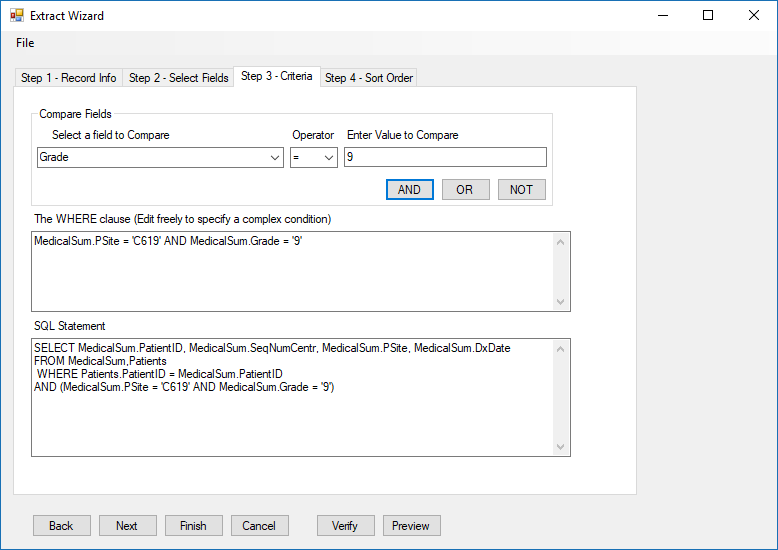 Extract Wizard
File
Step 1 - Record Info Step 2 - Select Fields Step 3 - Criteria Step 4 - Sort Order
Compare Fields
Select a field to Compare Operator Enter Value to Compare
Grade = 9
AND OR NOT
The WHERE clause (Edit freely to specify a complex condition)
MedicalSum.PSite = 'C619' AND MedicalSum.Grade = '9'
SQL Statement
SELECT MedicalSum.PatientID, MedicalSum.SeqNumCentr, MedicalSum.PSite, MedicalSum.DxDate
FROM MedicalSum,Patients
WHERE Patients.PatientID = MedicalSum.PatientID
AND (MedicalSum.PSite = 'C619' AND MedicalSum.Grade = '9')
Back Next Finish Cancel Verify Preview